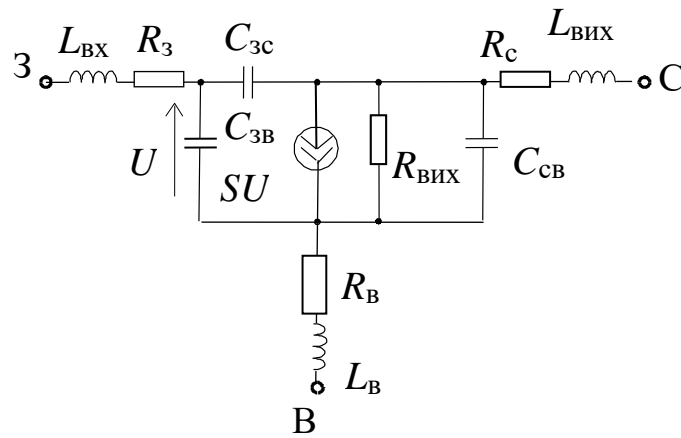 L вх
R з
C зс
R с
L вих
З
С
C зв
U
SU
R вих
C св
R в
L в
В